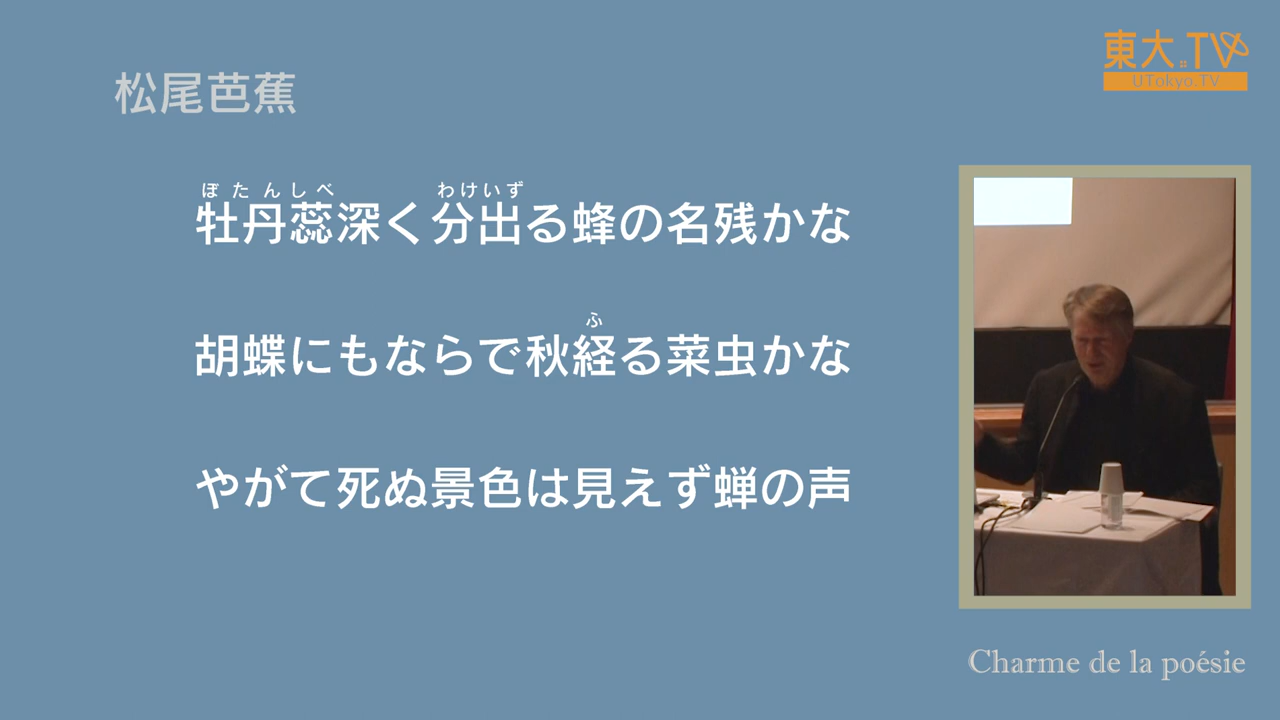 松尾芭蕉
東大.TV
UTokyo.TV
ぼたんしべ わけいず
牡丹蕊深く分出る蜂の名残かな
ふ
胡蝶にもならで秋経る菜虫かな
やがて死ぬ景色は見えず蝉の声
Charme de la poésie